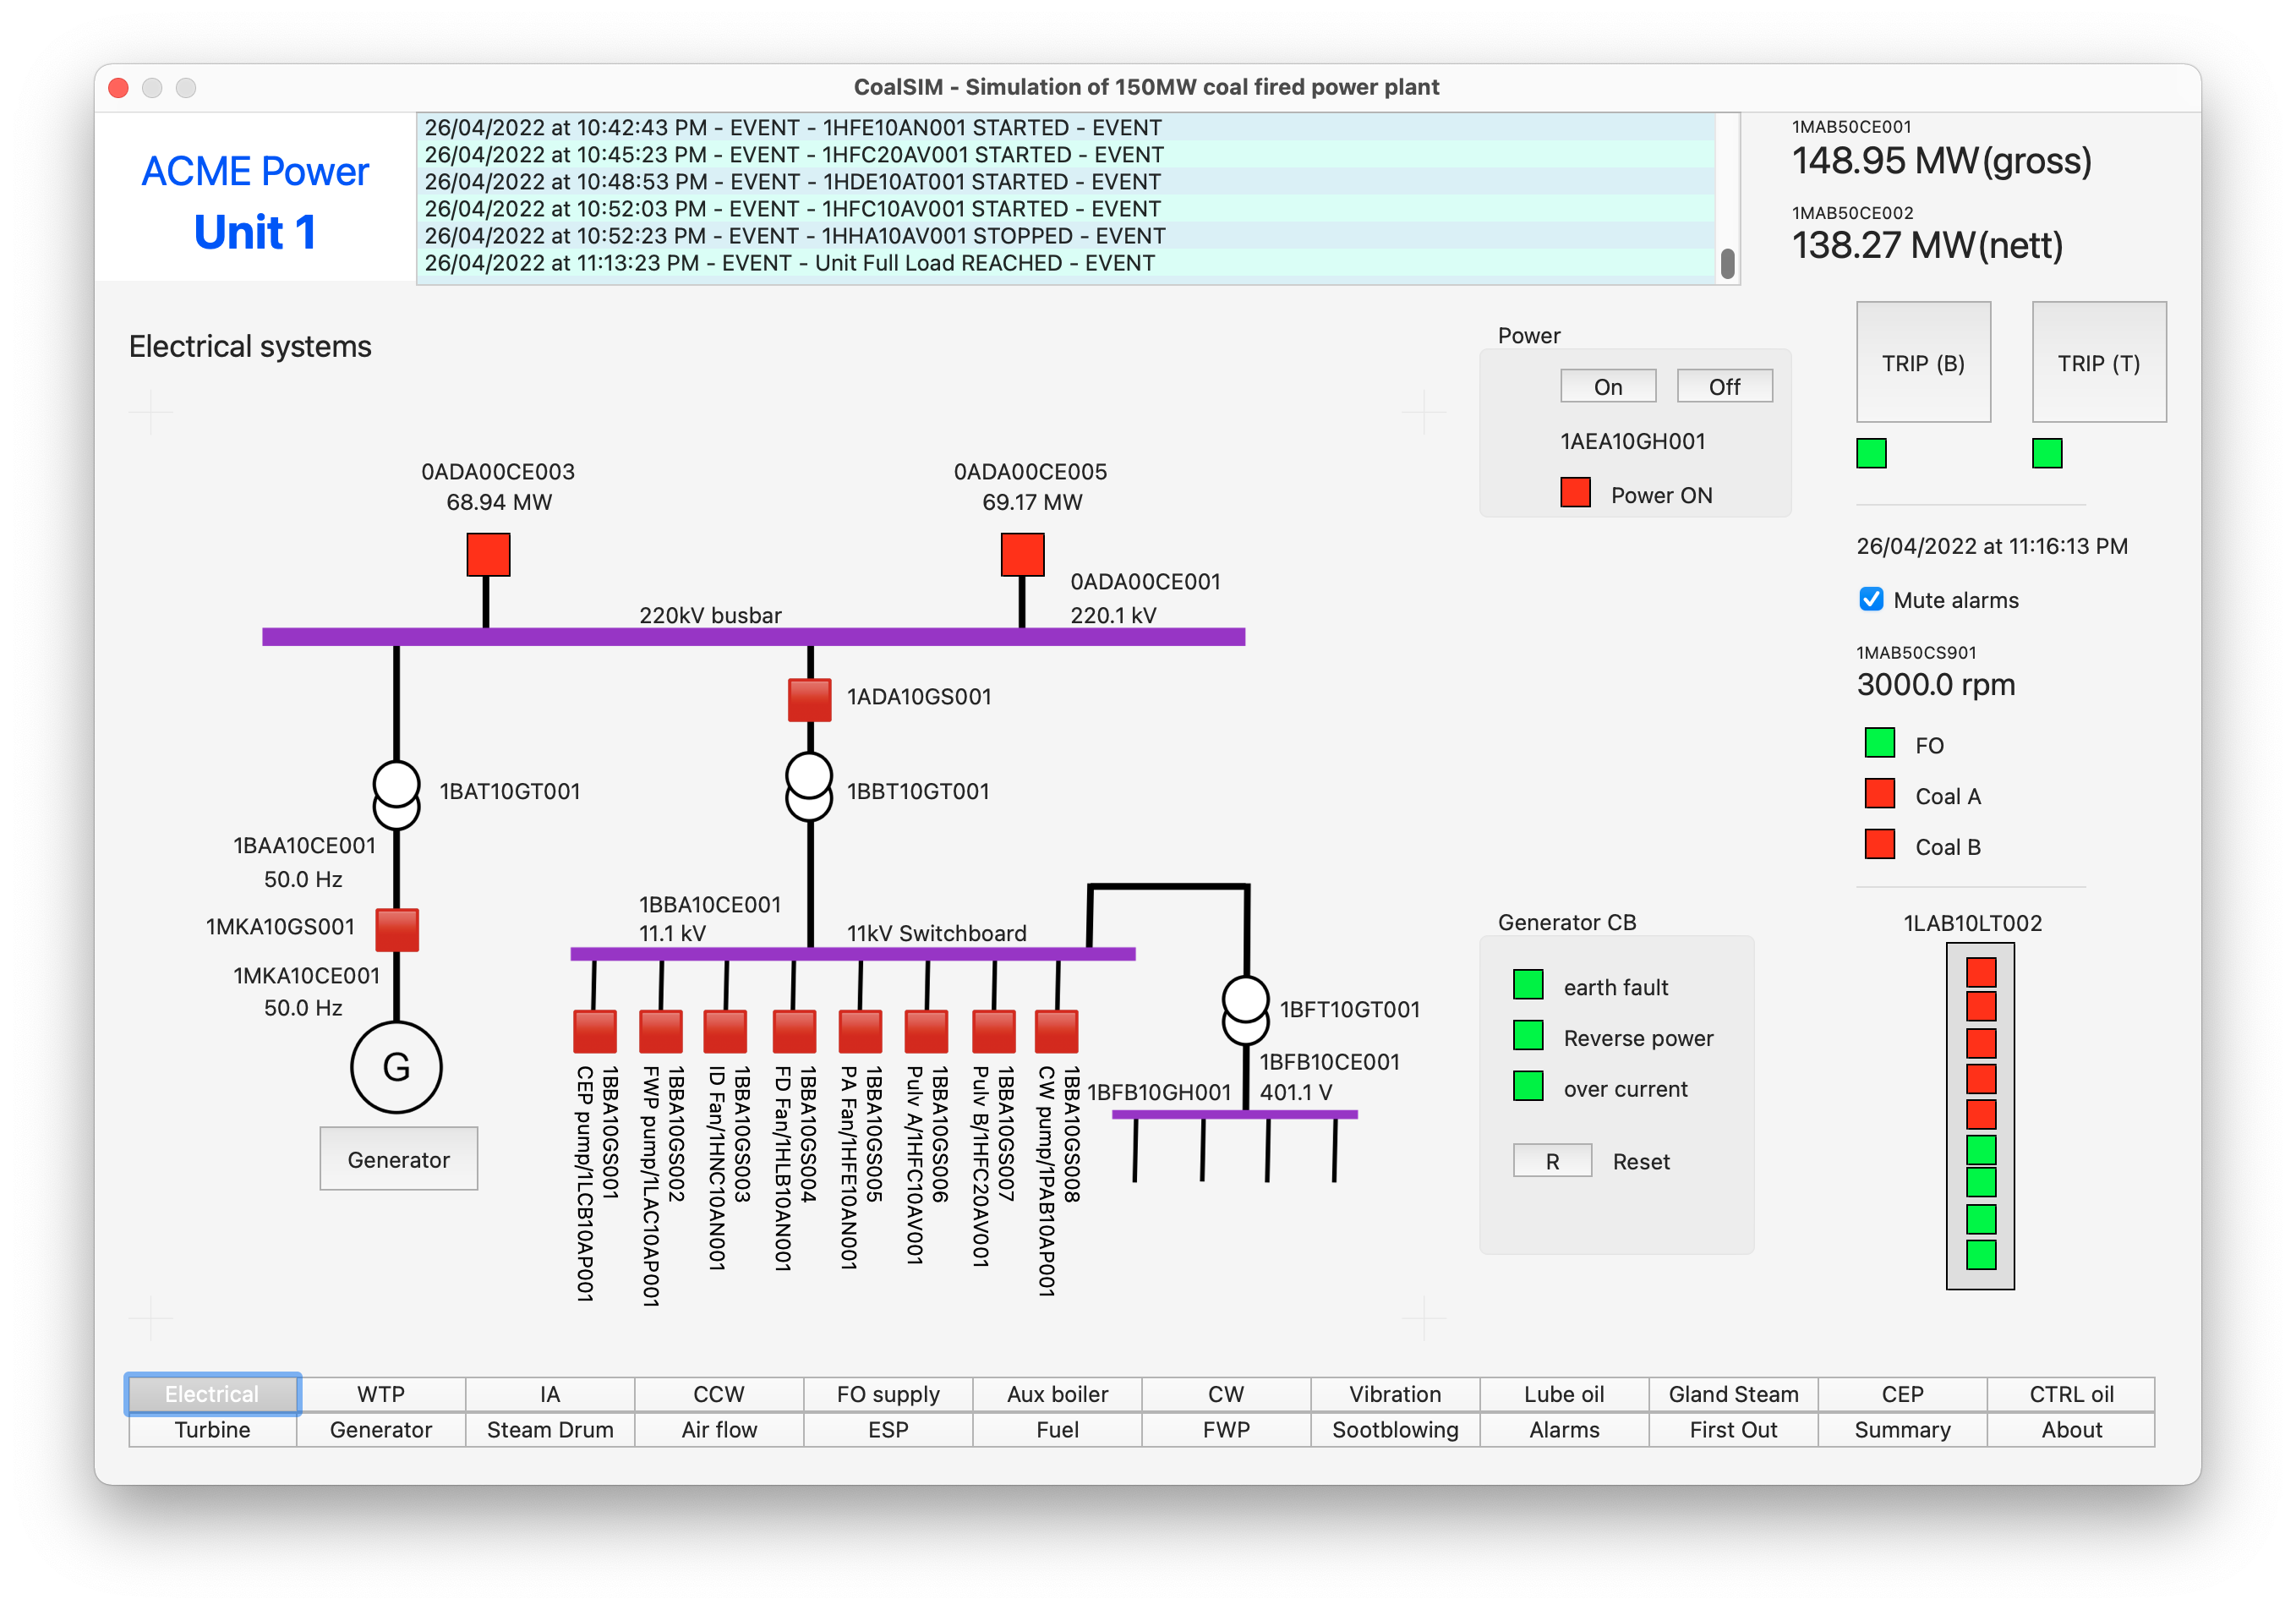 CoalSIM - Simulation of 150MW coal fired power plant
ACME Power
Unit 1
26/04/2022 at 10:42:43 PM - EVENT - 1HFE10AN001 STARTED - EVENT
26/04/2022 at 10:45:23 PM - EVENT - 1HFC20AV001 STARTED - EVENT
26/04/2022 at 10:48:53 PM - EVENT - 1HDE10AT001 STARTED - EVENT
26/04/2022 at 10:52:03 PM - EVENT - 1HFC10AV001 STARTED - EVENT
26/04/2022 at 10:52:23 PM - EVENT - 1HHA10AV001 STOPPED - EVENT
26/04/2022 at 11:13:23 PM - EVENT - Unit Full Load REACHED - EVENT
1MAB50CE001
148.95 MW(gross)
1MAB50CE002
138.27 MW(nett)
Electrical systems
Power
On Off
1AEA10GH001
Power ON
TRIP (B) TRIP (T)
26/04/2022 at 11:16:13 PM
Mute alarms
1MAB50CS901
3000.0 rpm
FO
Coal A
Coal B
1LAB10LT002
0ADA00CE003
68.94 MW
0ADA00CE005
69.17 MW
0ADA00CE001
220.1 kV
220kV busbar
1ADA10GS001
1BAT10GT001
1BBT10GT001
1BAA10CE001
50.0 Hz
1MKA10GS001
1MKA10CE001
50.0 Hz
G
Generator
1BBA10CE001
11.1 kV
11kV Switchboard
1BBA10GS001
CEP pump/1LCB10AP001
1BBA10GS002
FWP pump/1LAC10AP001
1BBA10GS003
ID Fan/1HNC10AN001
1BBA10GS004
FD Fan/1HLB10AN001
1BBA10GS005
PA Fan/1HFE10AN001
1BBA10GS006
Pulv A/1HFC10AV001
1BBA10GS007
Pulv B/1HFC20AV001
1BBA10GS008
CW pump/1PAB10AP001
1BFT10GT001
1BFB10CE001
1BFB10GH001
401.1 V
Generator CB
earth fault
Reverse power
over current
R Reset
Electrical WTP IA CCW FO supply Aux boiler CW Vibration Lube oil Gland Steam CEP CTRL oil
Turbine Generator Steam Drum Air flow ESP Fuel FWP Sootblowing Alarms First Out Summary About